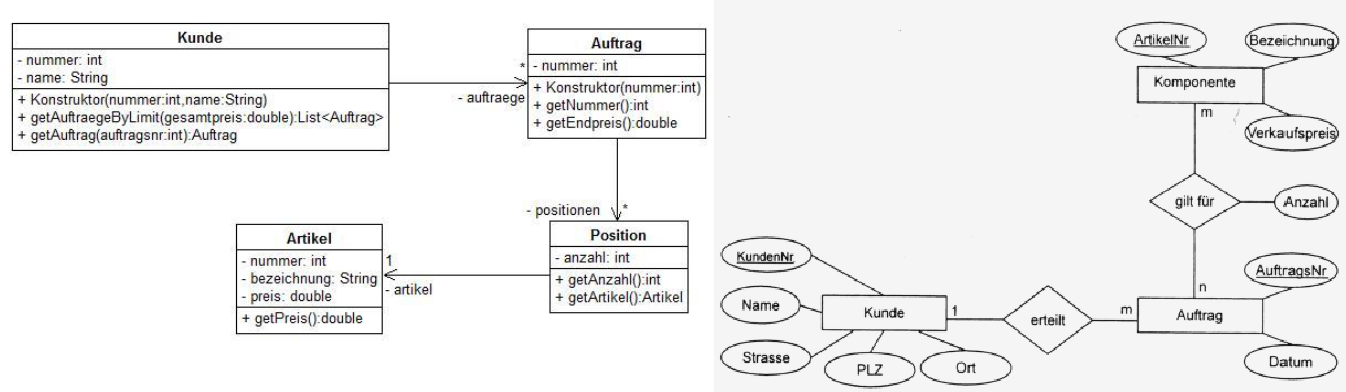 Kunde
- nummer: int
- name: String
+ Konstruktor(nummer:int,name:String)
+ getAuftraegeByLimit(gesamtpreis:double):List<Auftrag>
+ getAuftrag(auftragsnr:int):Auftrag
*
- auftraege
Auftrag
- nummer: int
+ Konstruktor(nummer:int)
+ getNummer():int
+ getEndpreis():double
- positionen
*
Position
- anzahl: int
+ getAnzahl():int
+ getArtikel():Artikel
1
- artikel
Artikel
- nummer: int
- bezeichnung: String
- preis: double
+ getPreis():double
ArtikelNr
Bezeichnung
Komponente
m
Verkaufspreis
gilt für
Anzahl
KundenNr
n
AuftragsNr
Name
Kunde
1
erteilt
m
Auftrag
Strasse
PLZ
Ort
Datum